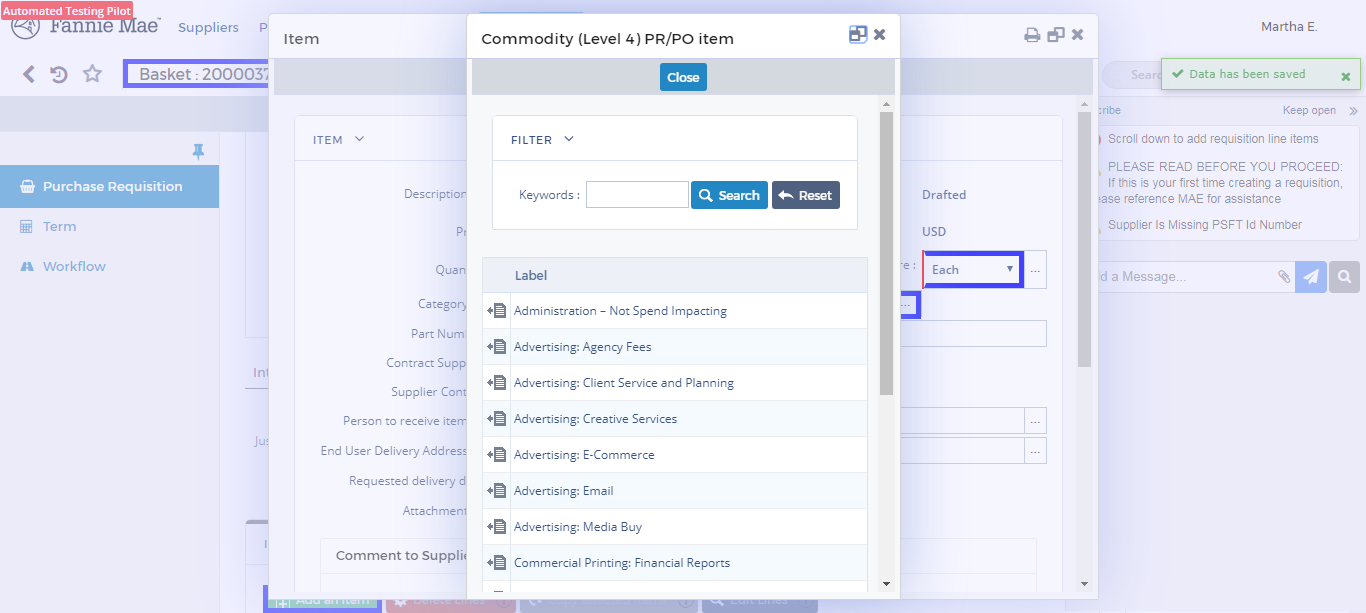 Automated Testing Pilot
Fannie Mae
Suppliers
P
Martha E.
Basket : 2000037
Data has been saved
Keep open
Scroll down to add requisition line items
PLEASE READ BEFORE YOU PROCEED:
If this is your first time creating a requisition,
ease reference MAE for assistance
Supplier Is Missing PSFT Id Number
d a Message...
Purchase Requisition
Term
Workflow
Item
ITEM
Description
Quan
Category
Part Num
Contract Supp
Supplier Cont
Person to receive item
End User Delivery Address
Requested delivery d
Attachment
Comment to Supplie
Add an Item
Delete Lines
Edit Lines
Drafted
USD
re :
Each
...
...
...
...
Commodity (Level 4) PR/PO item
Close
FILTER
Keywords :
Search
Reset
Label
Administration – Not Spend Impacting
Advertising: Agency Fees
Advertising: Client Service and Planning
Advertising: Creative Services
Advertising: E-Commerce
Advertising: Email
Advertising: Media Buy
Commercial Printing: Financial Reports